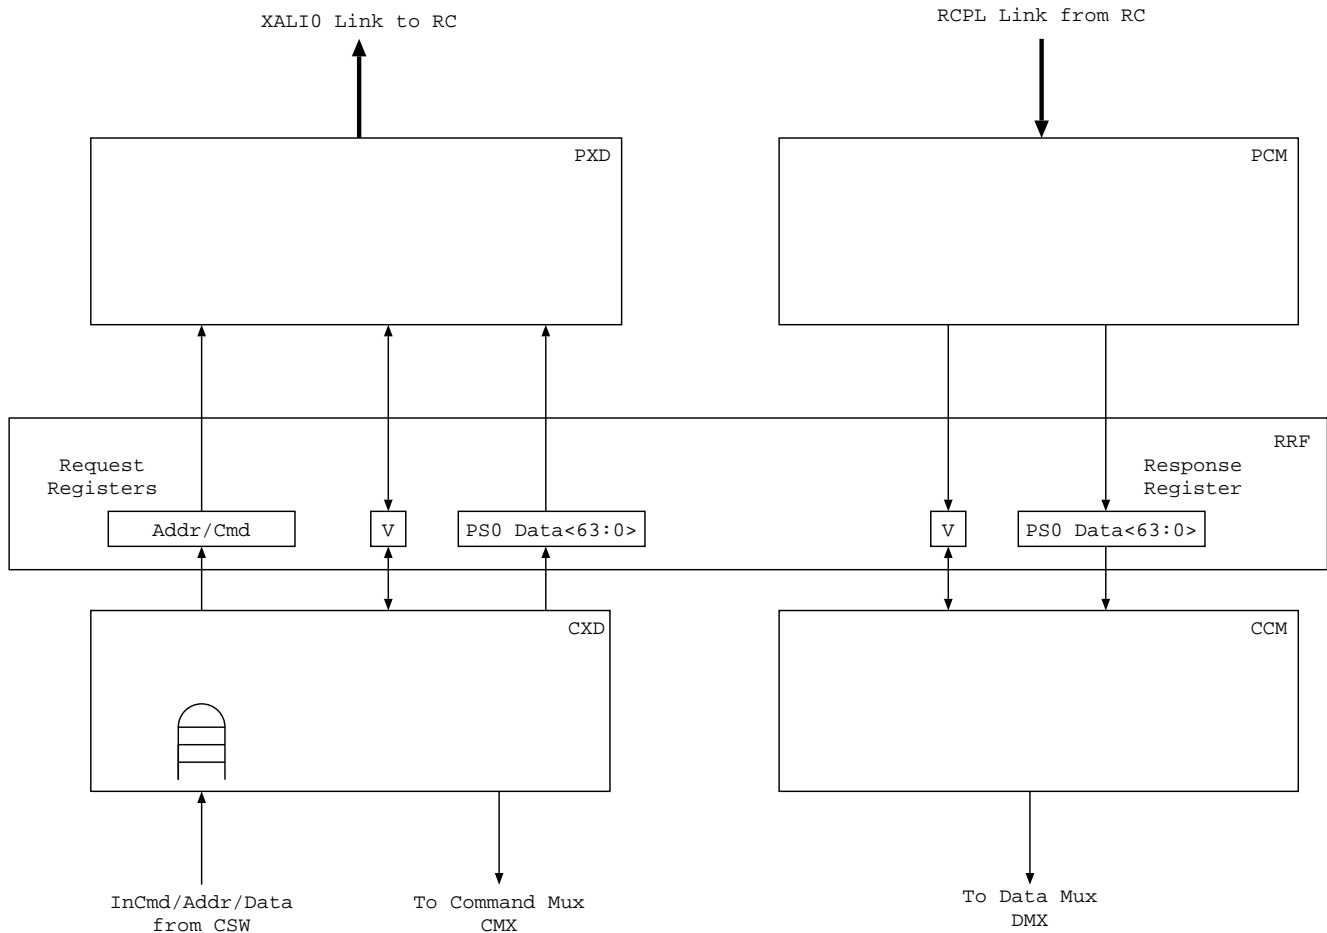 XALI0 Link to RC
RCPL Link from RC
PXD
PCM
RRF
Request
Registers
Response
Register
Addr/Cmd
V
PS0 Data<63:0>
V
PS0 Data<63:0>
CXD
CCM
InCmd/Addr/Data
from CSW
To Command Mux
CMX
To Data Mux
DMX